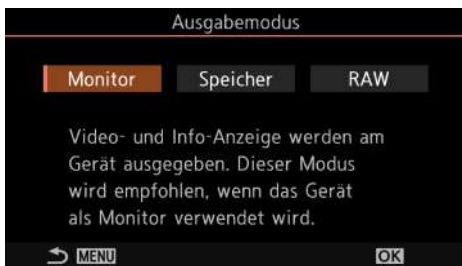 Ausgabemodus
Monitor Speicher RAW
Video- und Info-Anzeige werden am
Gerät ausgegeben. Dieser Modus
wird empfohlen, wenn das Gerät
als Monitor verwendet wird.
MENU OK